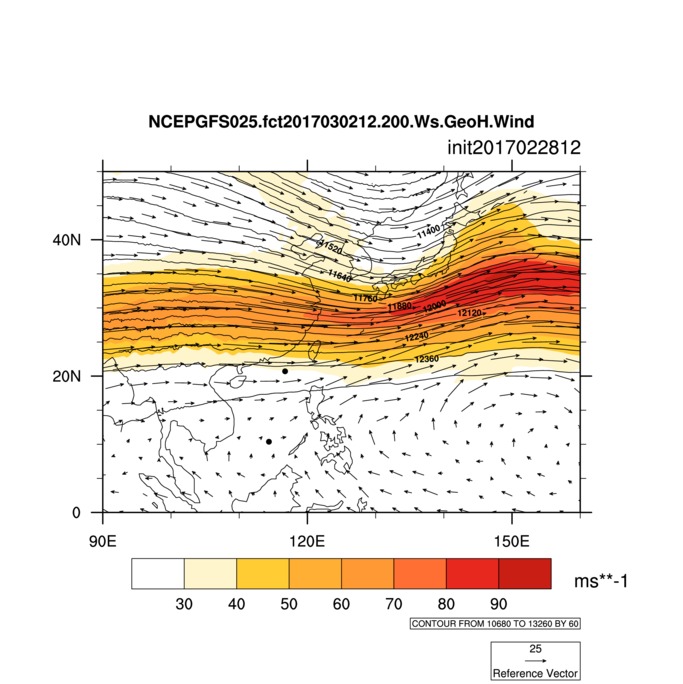 NCEPGFS025.fct2017030212.200.Ws.GeoH.Wind
init2017022812
11400
11520
40N
11640
11760
11880
12000
12120
12240
12360
20N
0
90E 120E 150E
ms**-1
30 40 50 60 70 80 90
CONTOUR FROM 10680 TO 13260 BY 60
25
Reference Vector